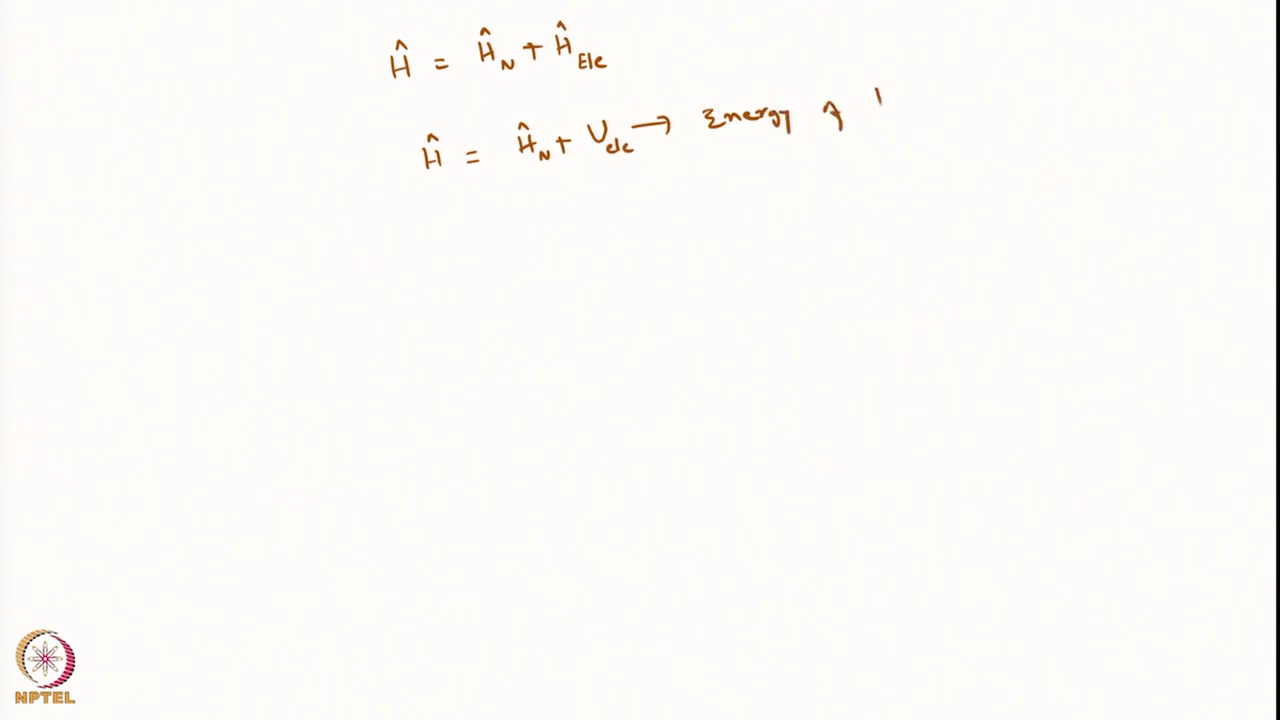 Ĥ = Ĥ_N + Ĥ_Ele
Ĥ = Ĥ_N + U_ele → Energy of
NPTEL